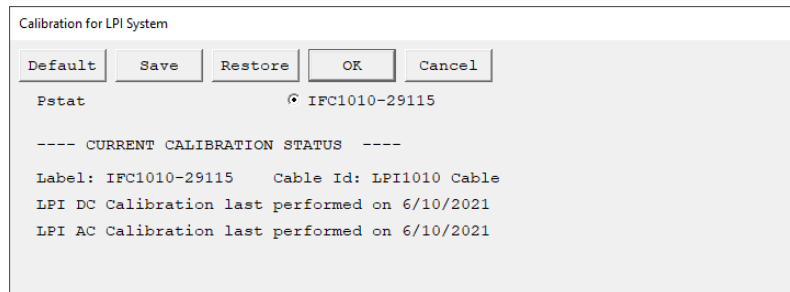 Calibration for LPI System
Default Save Restore OK Cancel
Pstat IFC1010-29115
---- CURRENT CALIBRATION STATUS ----
Label: IFC1010-29115 Cable Id: LPI1010 Cable
LPI DC Calibration last performed on 6/10/2021
LPI AC Calibration last performed on 6/10/2021